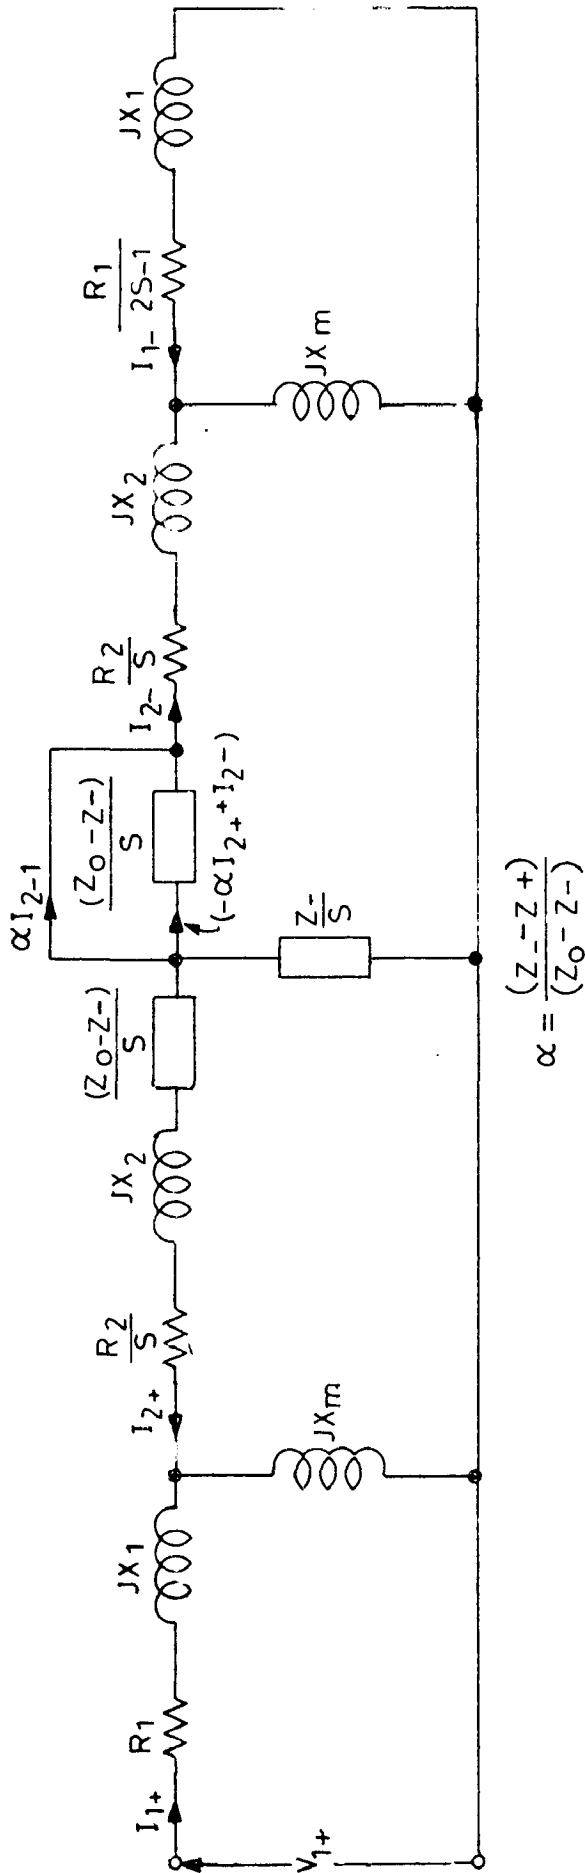 V1+
I1+
R1
JX1
JXm
I2+
R2
S
JX2
(Zo-Z-)
S
Z-
S
αI2-1
(Zo-Z-)
S
(-αI2++I2-)
I2-
R2
S
JX2
JXm
I1-
R1
2S-1
JX1
α = (Z_-Z+)
(Zo-Z-)